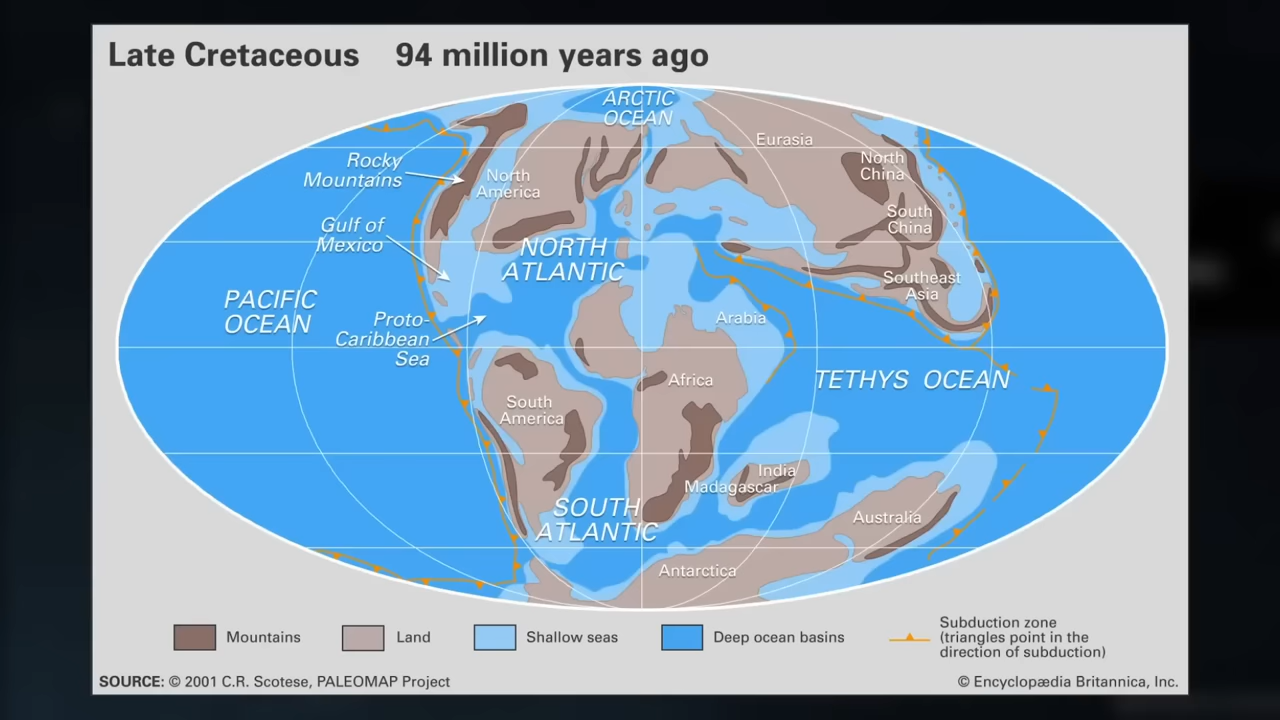 Late Cretaceous 94 million years ago
ARCTIC
OCEAN
Eurasia
Rocky
Mountains
North
America
North
China
Gulf of
Mexico
South
China
NORTH
ATLANTIC
Southeast
Asia
PACIFIC
OCEAN
Proto-
Caribbean
Sea
Arabia
TETHYS OCEAN
Africa
South
America
India
Madagascar
SOUTH
ATLANTIC
Australia
Antarctica
Mountains
Land
Shallow seas
Deep ocean basins
Subduction zone
(triangles point in the
direction of subduction)
SOURCE: © 2001 C.R. Scotese, PALEOMAP Project
© Encyclopædia Britannica, Inc.